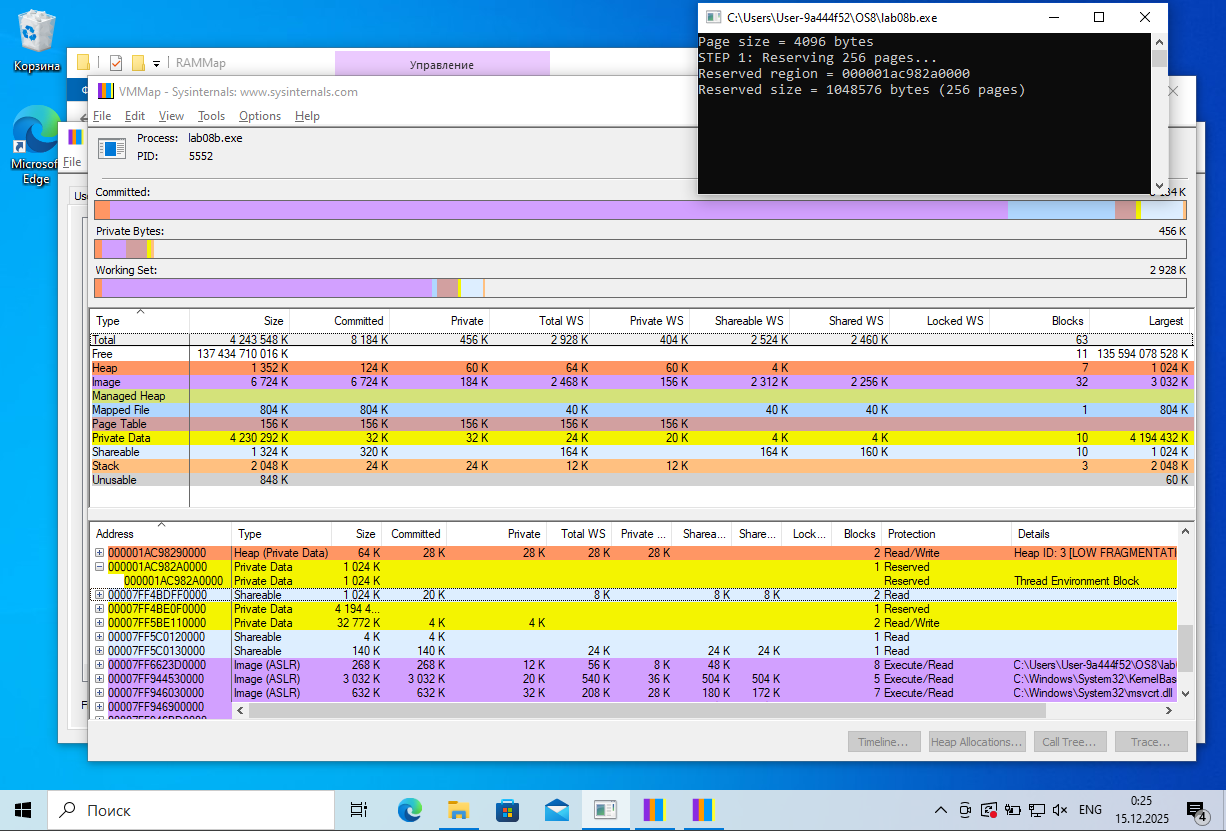 Корзина
Microsoft
Edge
RAMMap
Управление
C:\Users\User-9a444f52\OS8\lab08b.exe
Page size = 4096 bytes
STEP 1: Reserving 256 pages...
Reserved region = 000001ac982a0000
Reserved size = 1048576 bytes (256 pages)
VMMap - Sysinternals: www.sysinternals.com
File Edit View Tools Options Help
File
Process: lab08b.exe
PID: 5552
Committed:
Private Bytes: 456 K
Working Set: 2 928 K
Type Size Committed Private Total WS Private WS Shareable WS Shared WS Locked WS Blocks Largest
Total 4 243 548 K 8 184 K 456 K 2 928 K 404 K 2 524 K 2 460 K 63
Free 137 434 710 016 K 11 135 594 078 528 K
Heap 1 352 K 124 K 60 K 64 K 60 K 4 K 7 1 024 K
Image 6 724 K 6 724 K 184 K 2 468 K 156 K 2 312 K 2 256 K 32 3 032 K
Managed Heap
Mapped File 804 K 804 K 40 K 40 K 40 K 1 804 K
Page Table 156 K 156 K 156 K 156 K 156 K
Private Data 4 230 292 K 32 K 32 K 24 K 20 K 4 K 4 K 10 4 194 432 K
Shareable 1 324 K 320 K 164 K 164 K 160 K 10 1 024 K
Stack 2 048 K 24 K 24 K 12 K 12 K 3 2 048 K
Unusable 848 K 60 K
Address Type Size Committed Private Total WS Private ... Sharea... Share... Lock... Blocks Protection Details
000001AC98290000 Heap (Private Data) 64 K 28 K 28 K 28 K 28 K 2 Read/Write Heap ID: 3 [LOW FRAGMENTATI
000001AC982A0000 Private Data 1 024 K 1 Reserved
000001AC982A0000 Private Data 1 024 K Reserved Thread Environment Block
00007FF4BDFF0000 Shareable 1 024 K 20 K 8 K 8 K 8 K 2 Read
00007FF4BE0F0000 Private Data 4 194 4... 1 Reserved
00007FF5BE110000 Private Data 32 772 K 4 K 4 K 2 Read/Write
00007FF5C0120000 Shareable 4 K 4 K 1 Read
00007FF5C0130000 Shareable 140 K 140 K 24 K 24 K 24 K 1 Read
00007FF6623D0000 Image (ASLR) 268 K 268 K 12 K 56 K 8 K 48 K 8 Execute/Read C:\Users\User-9a444f52\OS8\lab
00007FF944530000 Image (ASLR) 3 032 K 3 032 K 20 K 540 K 36 K 504 K 504 K 5 Execute/Read C:\Windows\System32\KernelBas
00007FF946030000 Image (ASLR) 632 K 632 K 32 K 208 K 28 K 180 K 172 K 7 Execute/Read C:\Windows\System32\msvcrt.dll
00007FF946900000
Timeline... Heap Allocations... Call Tree... Trace...
Поиск
ENG
0:25
15.12.2025
4